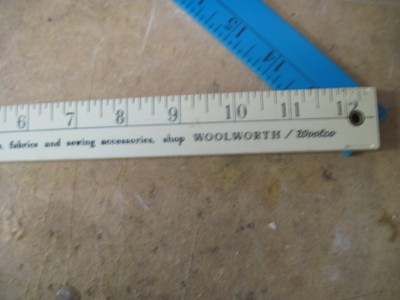 15
14
6 7 8 9 10 11 12
fabrics and sewing accessories, shop WOOLWORTH / Woolco